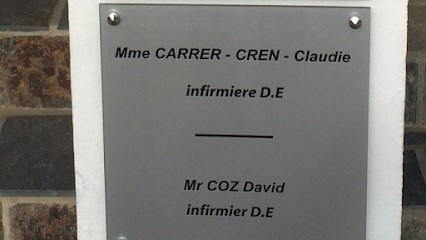 Mme CARRER - CREN - Claudie
infirmiere D.E
Mr COZ David
infirmier D.E